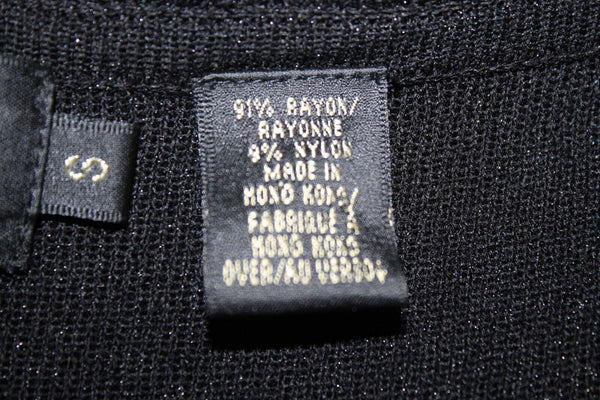 S
91% RAYON/
RAYONNE
9% NYLON
MADE IN
HONG KONG/
FABRIQUE A
HONG KONG
OVER/AU VERSO